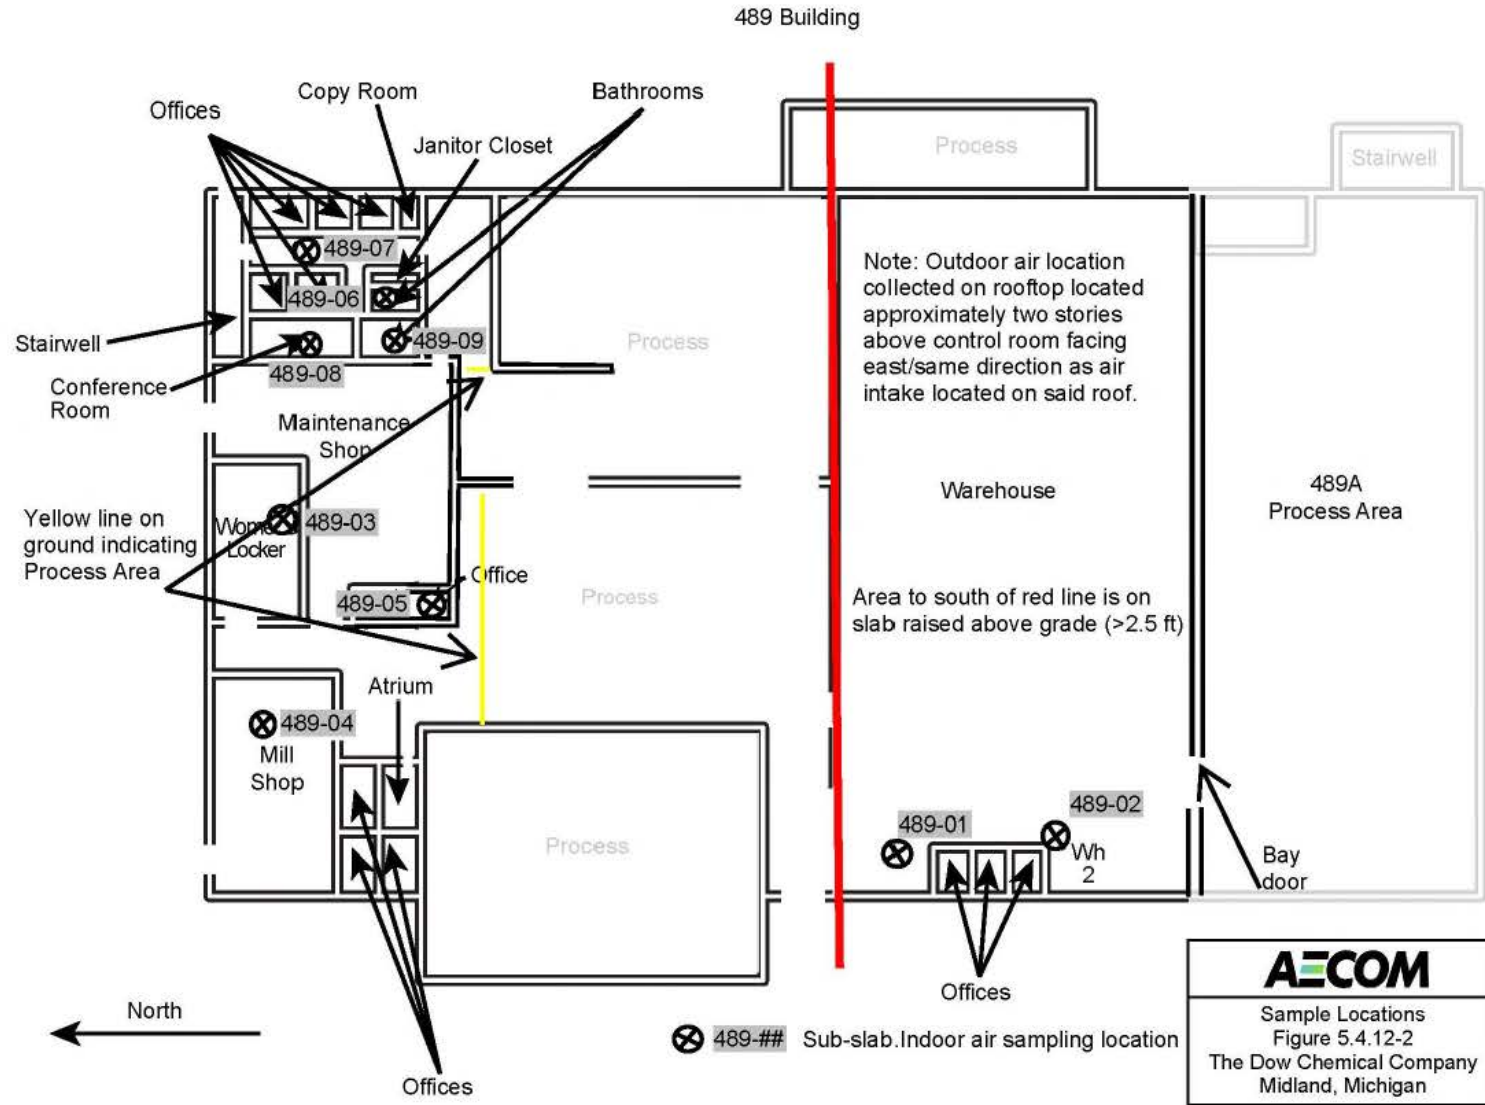 489 Building
Copy Room
Bathrooms
Offices
Janitor Closet
Process
Stairwell
489-07
489-06
489-09
489-08
Stairwell
Conference
Room
Maintenance
Shop
Process
Note: Outdoor air location
collected on rooftop located
approximately two stories
above control room facing
east/same direction as air
intake located on said roof.
Warehouse
489A
Process Area
Yellow line on
ground indicating
Process Area
489-03
Locker
489-05
Office
Process
Area to south of red line is on
slab raised above grade (>2.5 ft)
Atrium
489-04
Mill
Shop
Process
489-01
489-02
Wh
2
Bay
door
Offices
North
Offices
489-## Sub-slab.Indoor air sampling location
AECOM
Sample Locations
Figure 5.4.12-2
The Dow Chemical Company
Midland, Michigan